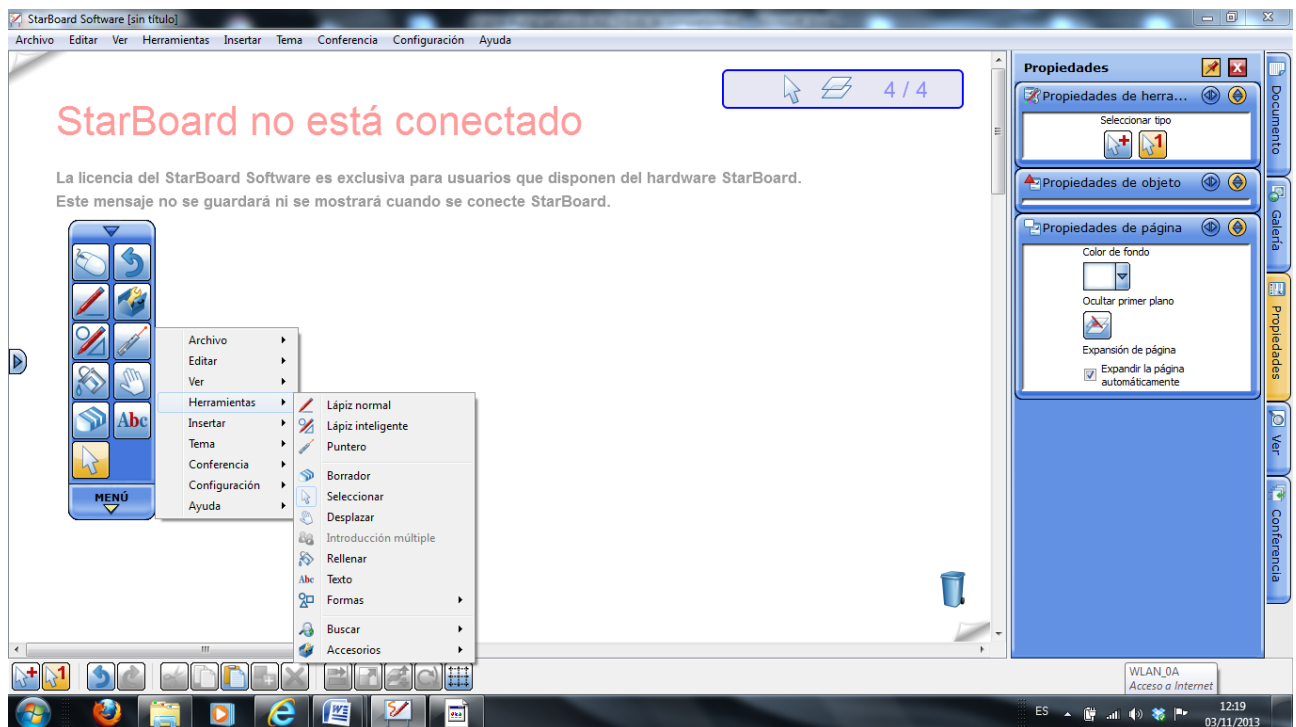 StarBoard Software [sin título]
Archivo Editar Ver Herramientas Insertar Tema Conferencia Configuración Ayuda
4 / 4
StarBoard no está conectado
La licencia del StarBoard Software es exclusiva para usuarios que disponen del hardware StarBoard.
Este mensaje no se guardará ni se mostrará cuando se conecte StarBoard.
Abc
MENÚ
Archivo
Editar
Ver
Herramientas
Insertar
Tema
Conferencia
Configuración
Ayuda
Lápiz normal
Lápiz inteligente
Puntero
Borrador
Seleccionar
Desplazar
Introducción múltiple
Rellenar
Abc Texto
Formas
Buscar
Accesorios
Propiedades
Propiedades de herra...
Seleccionar tipo
1
Propiedades de objeto
Propiedades de página
Color de fondo
Ocultar primer plano
Expansión de página
Expandir la página
automáticamente
Documento
Galería
Propiedades
Ver
Conferencia
1
WLAN_0A
Acceso a Internet
ES
12:19
03/11/2013